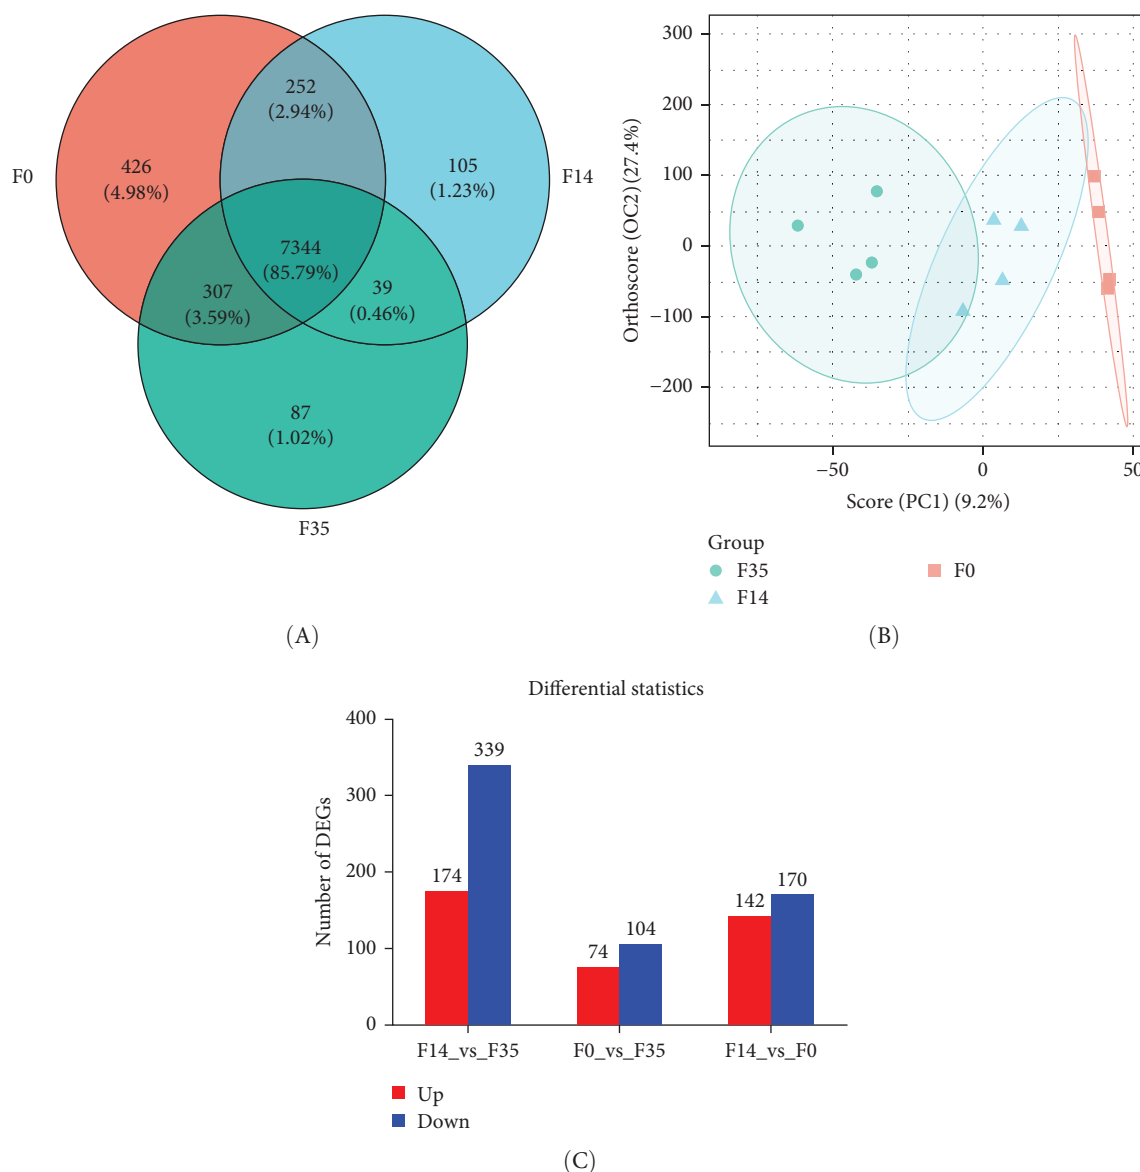 252
(2.94%)
426
(4.98%)
105
(1.23%)
F0
F14
7344
(85.79%)
307
(3.59%)
39
(0.46%)
87
(1.02%)
F35
(A)
Orthoscore (OC2) (27.4%)
300
200
100
0
−100
−200
−50
0
50
Score (PC1) (9.2%)
Group
F35
F0
F14
(B)
Differential statistics
Number of DEGs
400
300
200
100
0
339
174
74
104
142
170
F14_vs_F35
F0_vs_F35
F14_vs_F0
Up
Down
(C)